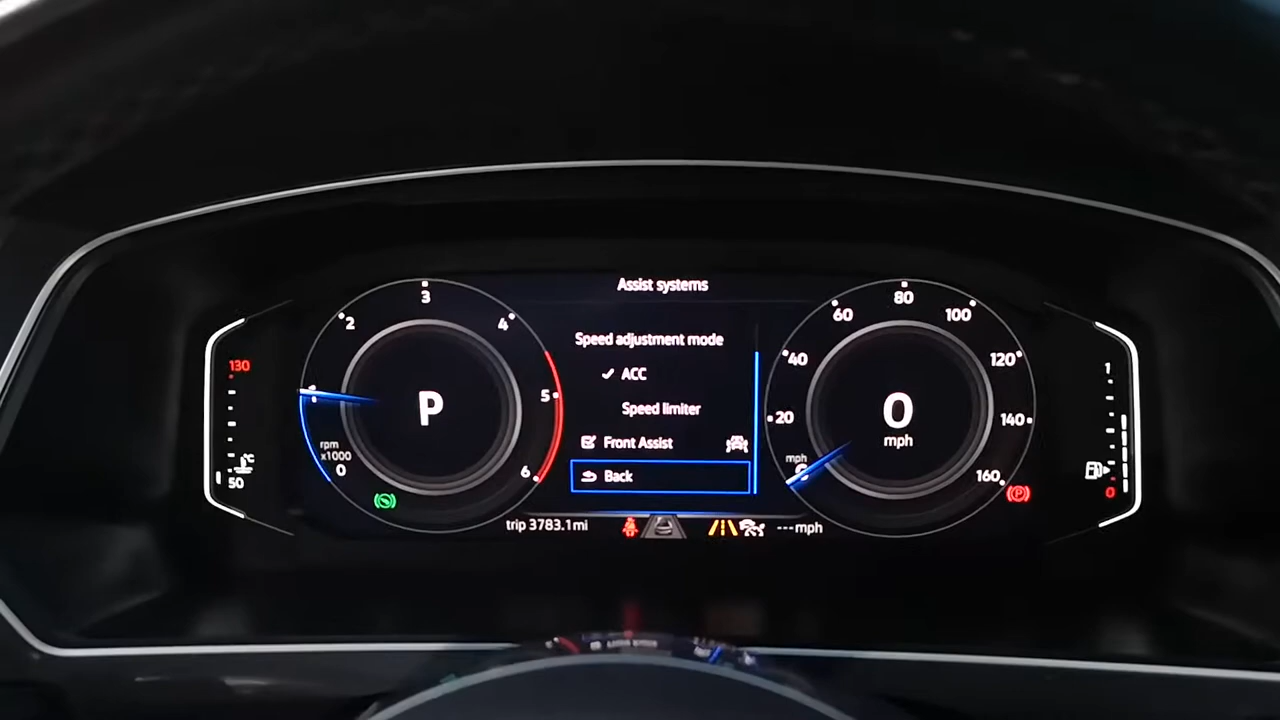 Assist systems
Speed adjustment mode
ACC
Speed limiter
Front Assist
Back
130
°C
50
1
2
3
4
5
6
rpm
x1000
0
P
20
40
60
80
100
120
140
160
mph
0
mph
P
1
0
trip 3783.1mi
---mph